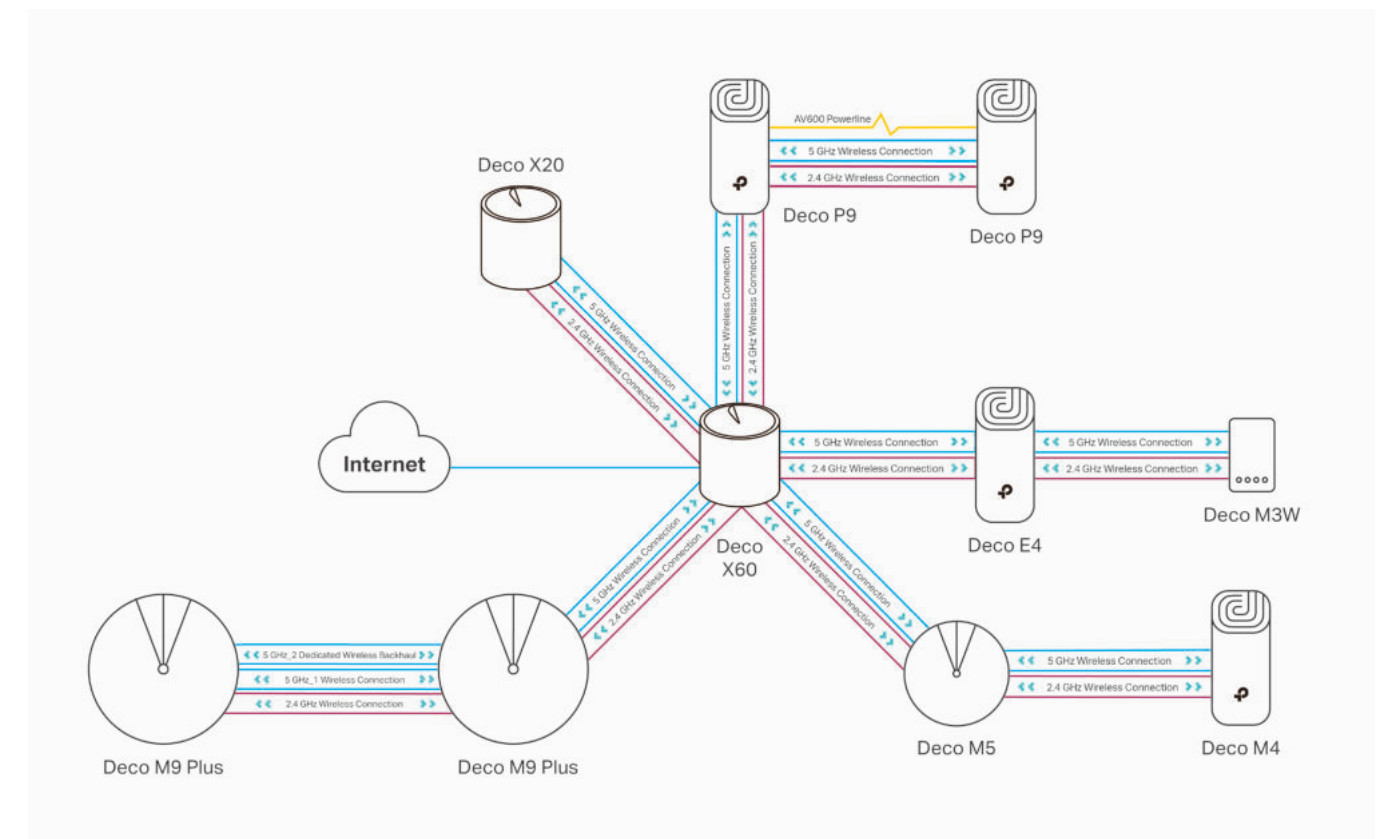 AV600 Powerline
5 GHz Wireless Connection
2.4 GHz Wireless Connection
Deco X20
Deco P9
Deco P9
5 GHz Wireless Connection
2.4 GHz Wireless Connection
5 GHz Wireless Connection
2.4 GHz Wireless Connection
Internet
5 GHz Wireless Connection
2.4 GHz Wireless Connection
5 GHz Wireless Connection
2.4 GHz Wireless Connection
Deco M3W
Deco E4
Deco
X60
5 GHz Wireless Connection
2.4 GHz Wireless Connection
5 GHz Wireless Connection
2.4 GHz Wireless Connection
5 GHz_2 Dedicated Wireless Backhaul
5 GHz_1 Wireless Connection
2.4 GHz Wireless Connection
5 GHz Wireless Connection
2.4 GHz Wireless Connection
Deco M9 Plus
Deco M9 Plus
Deco M5
Deco M4